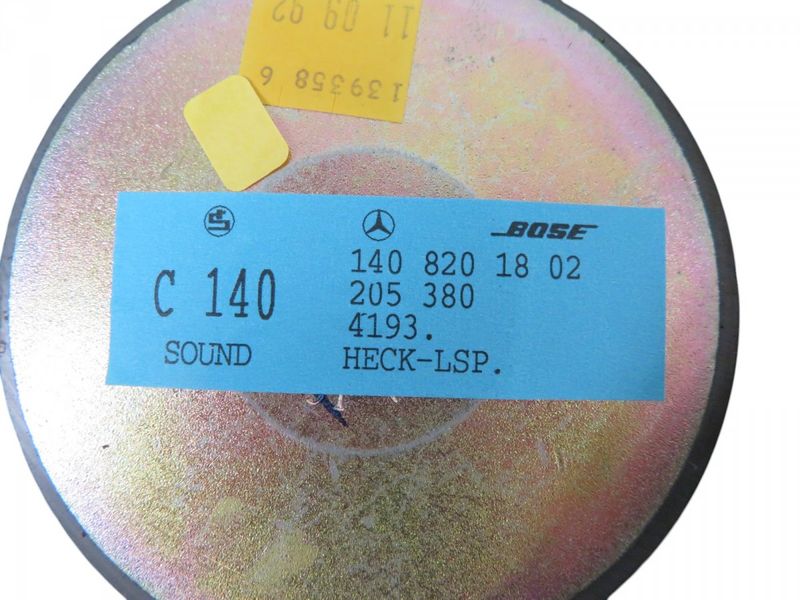 11 09 92
139358 6
BOSE
140 820 18 02
C 140
205 380
4193.
SOUND
HECK-LSP.